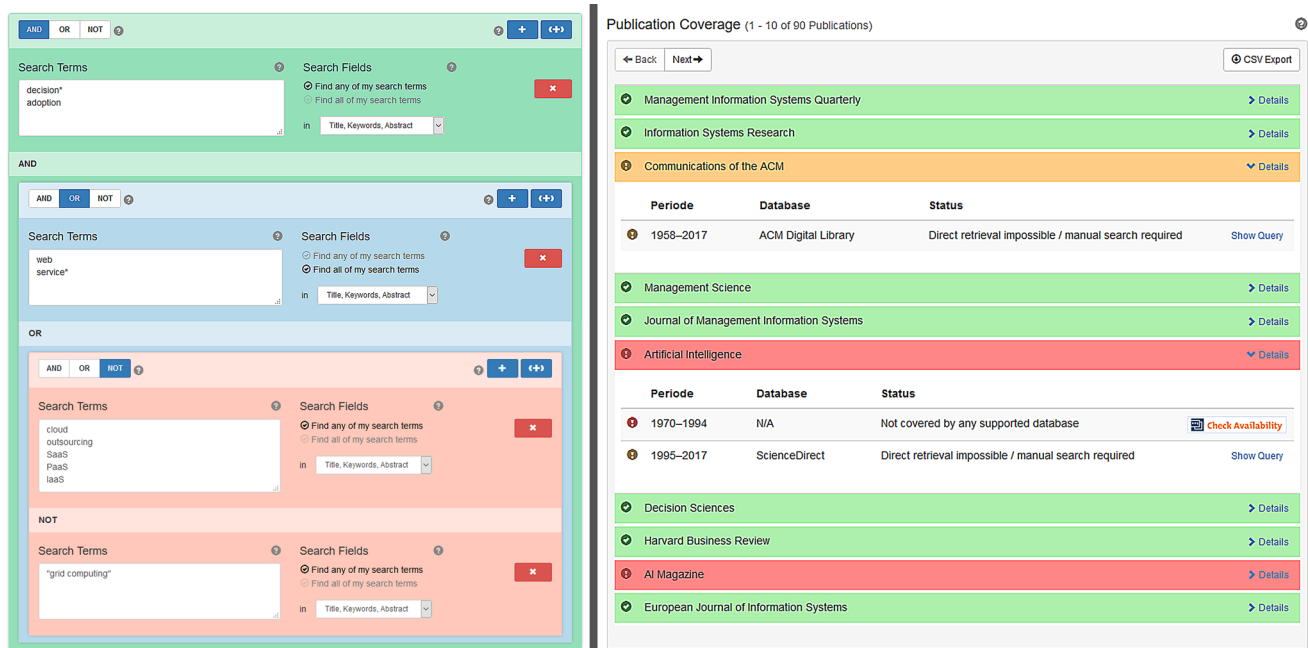 AND OR NOT
Search Terms
decision*
adoption
Search Fields
Find any of my search terms
Find all of my search terms
in Title, Keywords, Abstract
AND
AND OR NOT
Search Terms
web
service*
Search Fields
Find any of my search terms
Find all of my search terms
in Title, Keywords, Abstract
OR
AND OR NOT
Search Terms
cloud
outsourcing
SaaS
PaaS
IaaS
Search Fields
Find any of my search terms
Find all of my search terms
in Title, Keywords, Abstract
NOT
Search Terms
"grid computing"
Search Fields
Find any of my search terms
Find all of my search terms
in Title, Keywords, Abstract
Publication Coverage (1 - 10 of 90 Publications)
Back Next CSV Export
Management Information Systems Quarterly Details
Information Systems Research Details
Communications of the ACM Details
Periode Database Status
1958–2017 ACM Digital Library Direct retrieval impossible / manual search required Show Query
Management Science Details
Journal of Management Information Systems Details
Artificial Intelligence Details
Periode Database Status
1970–1994 N/A Not covered by any supported database Check Availability
1995–2017 ScienceDirect Direct retrieval impossible / manual search required Show Query
Decision Sciences Details
Harvard Business Review Details
AI Magazine Details
European Journal of Information Systems Details